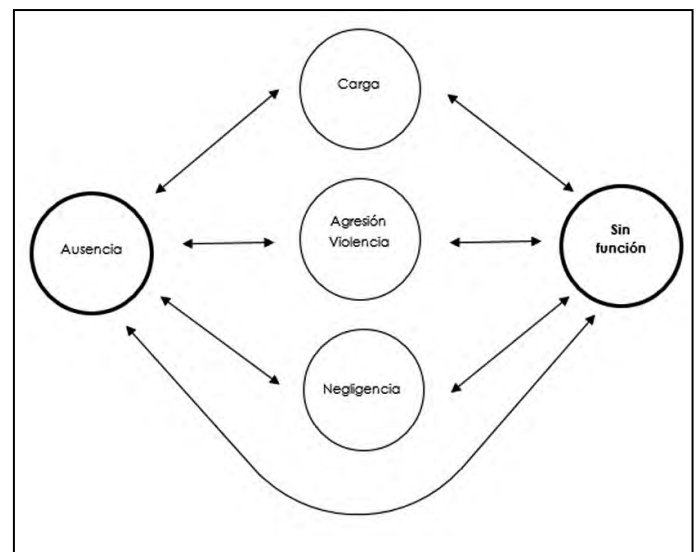 Carga
Ausencia
Agresión
Violencia
Sin
función
Negligencia